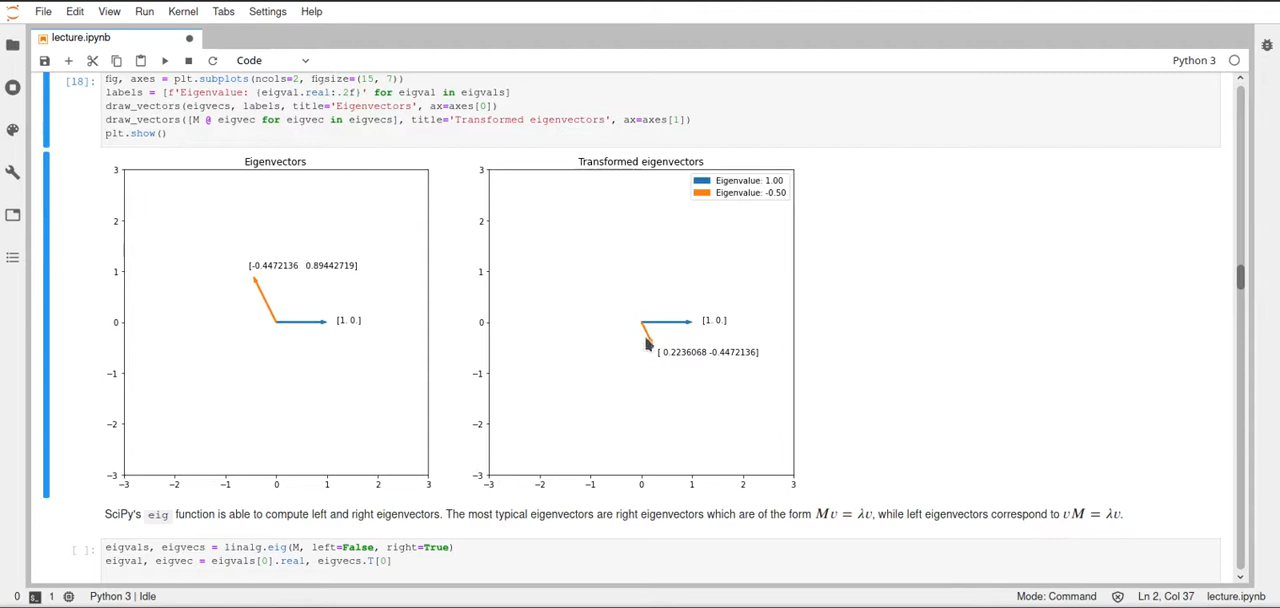 File Edit View Run Kernel Tabs Settings Help
lecture.ipynb
Code
Python 3
[18]:
fig, axes = plt.subplots(ncols=2, figsize=(15, 7))
labels = [f'Eigenvalue: {eigval.real:.2f}' for eigval in eigvals]
draw_vectors(eigvecs, labels, title='Eigenvectors', ax=axes[0])
draw_vectors([M @ eigvec for eigvec in eigvecs], title='Transformed eigenvectors', ax=axes[1])
plt.show()
Eigenvectors
3
2
1
0
−1
−2
−3
−3 −2 −1 0 1 2 3
[-0.4472136 0.89442719]
[1. 0.]
Transformed eigenvectors
3
2
1
0
−1
−2
−3
−3 −2 −1 0 1 2 3
Eigenvalue: 1.00
Eigenvalue: -0.50
[1. 0.]
[ 0.2236068 -0.4472136]
SciPy's eig function is able to compute left and right eigenvectors. The most typical eigenvectors are right eigenvectors which are of the form Mv = λv, while left eigenvectors correspond to vM = λv.
[ ]:
eigvals, eigvecs = linalg.eig(M, left=False, right=True)
eigval, eigvec = eigvals[0].real, eigvecs.T[0]
0 1 Python 3 | Idle Mode: Command Ln 2, Col 37 lecture.ipynb